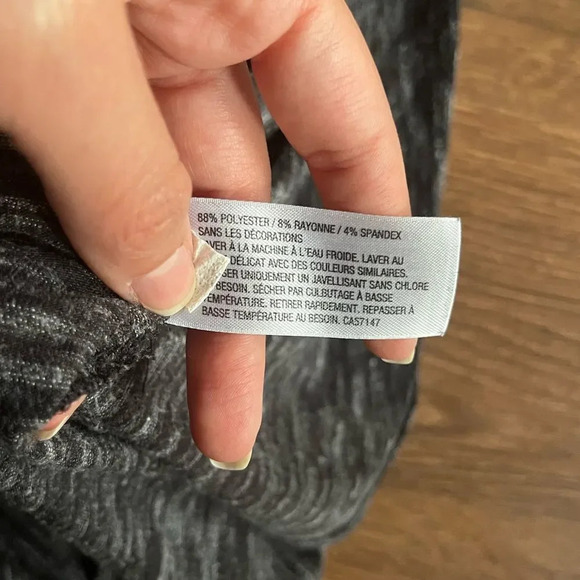 88% POLYESTER / 8% RAYONNE / 4% SPANDEX
SANS LES DÉCORATIONS
AVER À LA MACHINE À L'EAU FROIDE. LAVER AU
DÉLICAT AVEC DES COULEURS SIMILAIRES.
SER UNIQUEMENT UN JAVELLISANT SANS CHLORE
BESOIN. SÉCHER PAR CULBUTAGE À BASSE
TEMPÉRATURE. RETIRER RAPIDEMENT. REPASSER À
BASSE TEMPÉRATURE AU BESOIN. CA57147